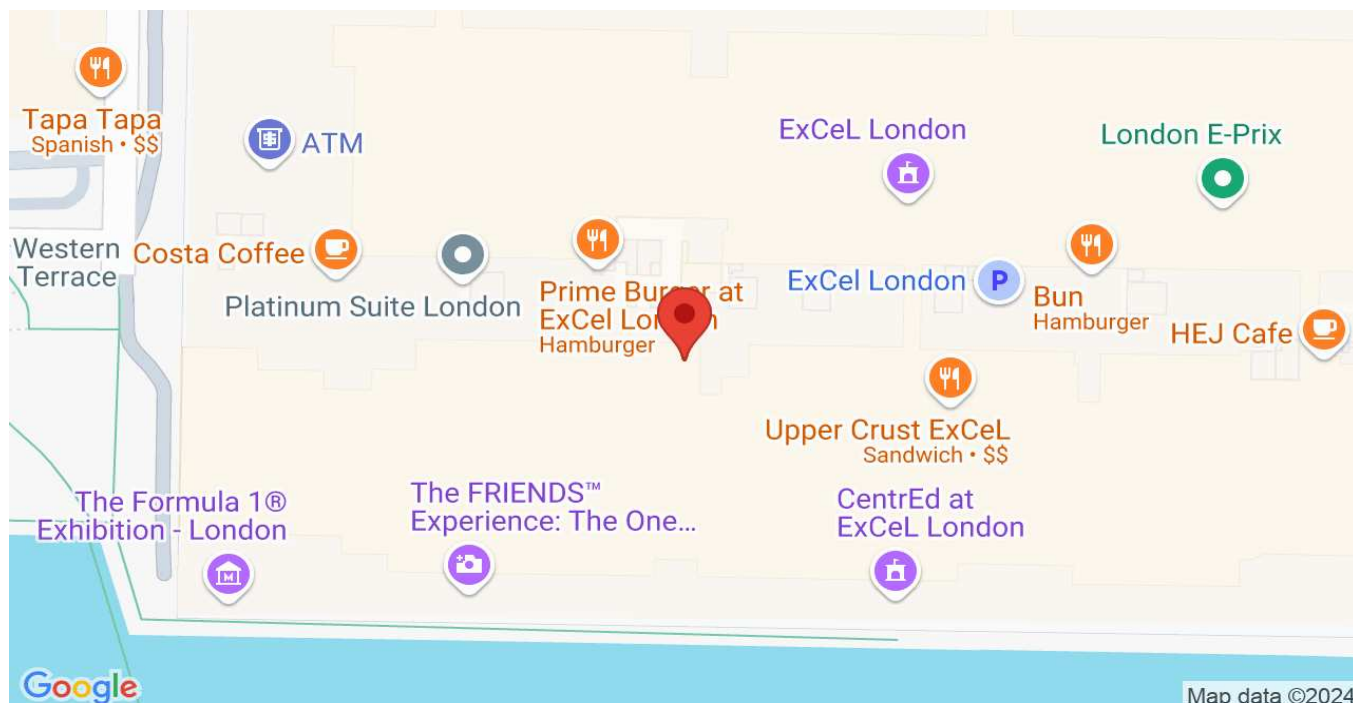 Tapa Tapa
Spanish • $$
ATM
ExCeL London
London E-Prix
Western
Terrace
Costa Coffee
Platinum Suite London
Prime Burger at
ExCel London
Hamburger
ExCel London
P
Bun
Hamburger
HEJ Cafe
Upper Crust ExCeL
Sandwich • $$
The Formula 1®
Exhibition - London
The FRIENDS™
Experience: The One...
CentrEd at
ExCeL London
Google
Map data ©2024